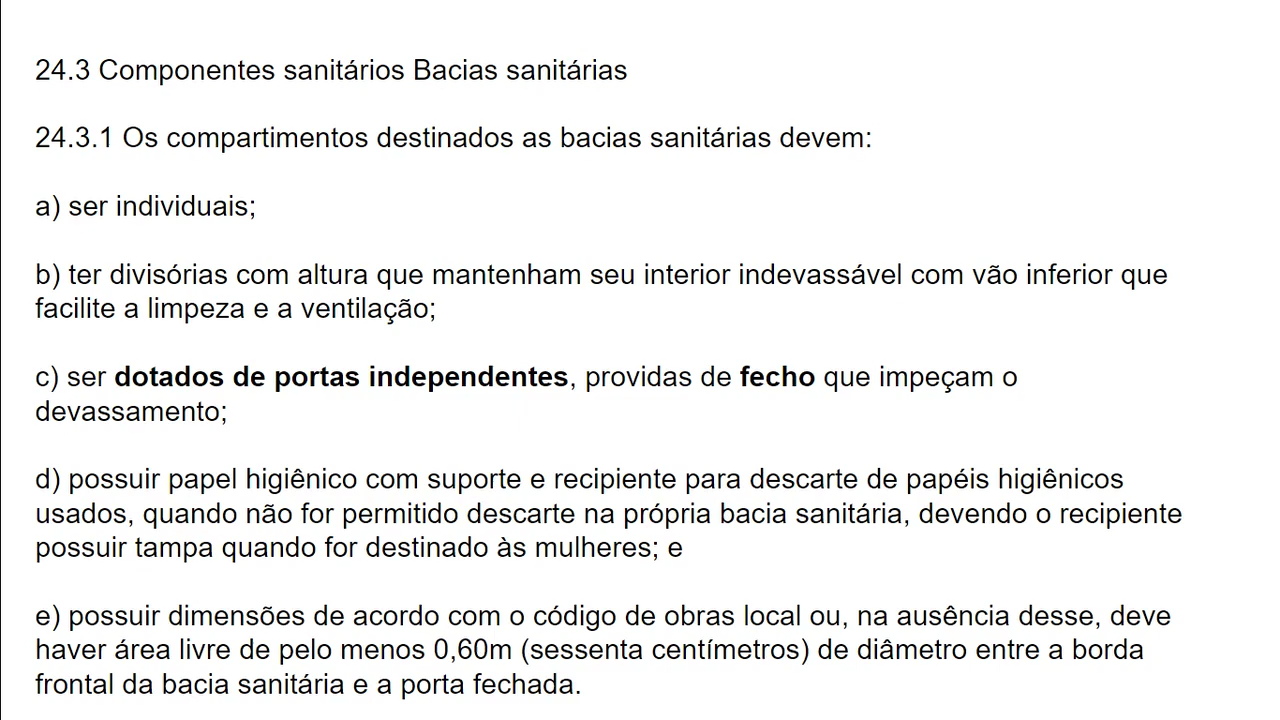 24.3 Componentes sanitários Bacias sanitárias
24.3.1 Os compartimentos destinados as bacias sanitárias devem:
a) ser individuais;
b) ter divisórias com altura que mantenham seu interior indevassável com vão inferior que
facilite a limpeza e a ventilação;
c) ser dotados de portas independentes, providas de fecho que impeçam o
devassamento;
d) possuir papel higiênico com suporte e recipiente para descarte de papéis higiênicos
usados, quando não for permitido descarte na própria bacia sanitária, devendo o recipiente
possuir tampa quando for destinado às mulheres; e
e) possuir dimensões de acordo com o código de obras local ou, na ausência desse, deve
haver área livre de pelo menos 0,60m (sessenta centímetros) de diâmetro entre a borda
frontal da bacia sanitária e a porta fechada.